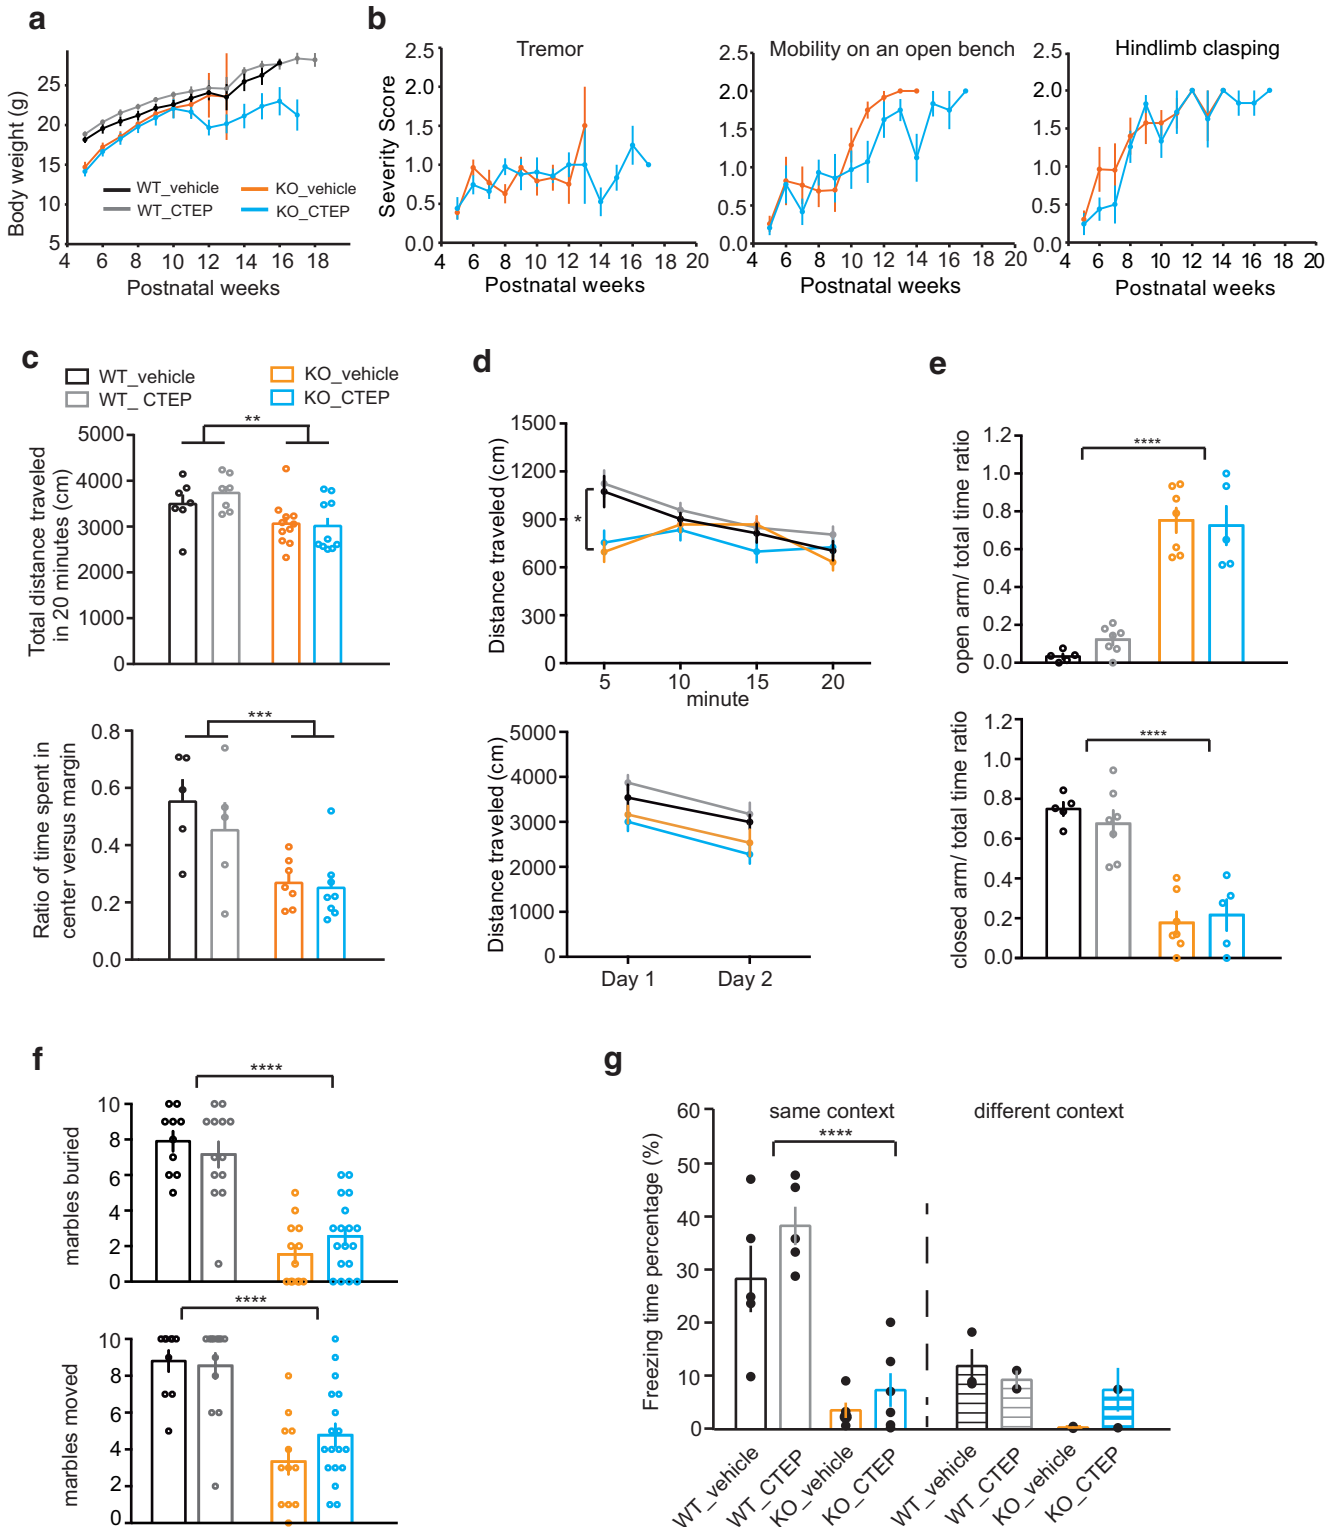 a
Body weight (g)
25
20
15
10
5
WT_vehicle
WT_CTEP
KO_vehicle
KO_CTEP
4 6 8 10 12 14 16 18
Postnatal weeks
b
Severity Score
Tremor
2.5
2.0
1.5
1.0
0.5
0.0
4 6 8 10 12 14 16 18 20
Postnatal weeks
Mobility on an open bench
2.5
2.0
1.5
1.0
0.5
0.0
4 6 8 10 12 14 16 18 20
Postnatal weeks
Hindlimb clasping
2.5
2.0
1.5
1.0
0.5
0.0
4 6 8 10 12 14 16 18 20
Postnatal weeks
c
WT_vehicle
WT_ CTEP
KO_vehicle
KO_CTEP
Total distance traveled
in 20 minutes (cm)
5000
4000
3000
2000
1000
0
**
Ratio of time spent in
center versus margin
0.8
0.6
0.4
0.2
0.0
***
d
Distance traveled (cm)
1500
1200
900
600
300
0
*
5 10 15 20
minute
Distance traveled (cm)
5000
4000
3000
2000
1000
0
Day 1 Day 2
e
open arm/ total time ratio
1.2
1.0
0.8
0.6
0.4
0.2
0.0
****
closed arm/ total time ratio
1.2
1.0
0.8
0.6
0.4
0.2
0.0
****
f
marbles buried
10
8
6
4
2
0
****
marbles moved
10
8
6
4
2
0
****
g
Freezing time percentage (%)
60
50
40
30
20
10
0
same context
different context
****
WT_vehicle
WT_CTEP
KO_vehicle
KO_CTEP
WT_vehicle
WT_CTEP
KO_vehicle
KO_CTEP